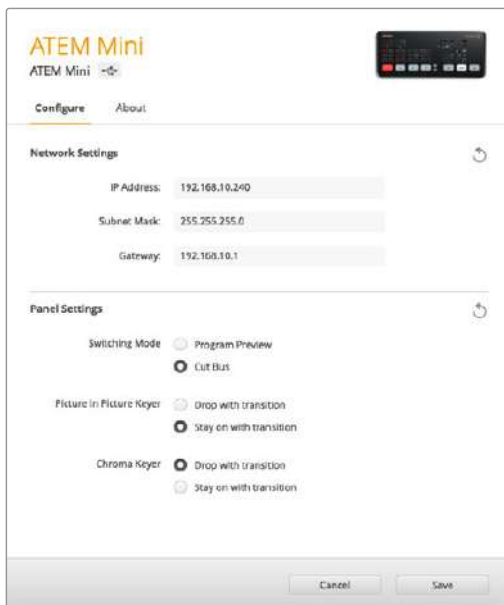 ATEM Mini
ATEM Mini
Configure About
Network Settings
IP Address: 192.168.10.240
Subnet Mask: 255.255.255.0
Gateway: 192.168.10.1
Panel Settings
Switching Mode Program Preview
Cut Bus
Picture in Picture Keyer Drop with transition
Stay on with transition
Chroma Keyer Drop with transition
Stay on with transition
Cancel Save